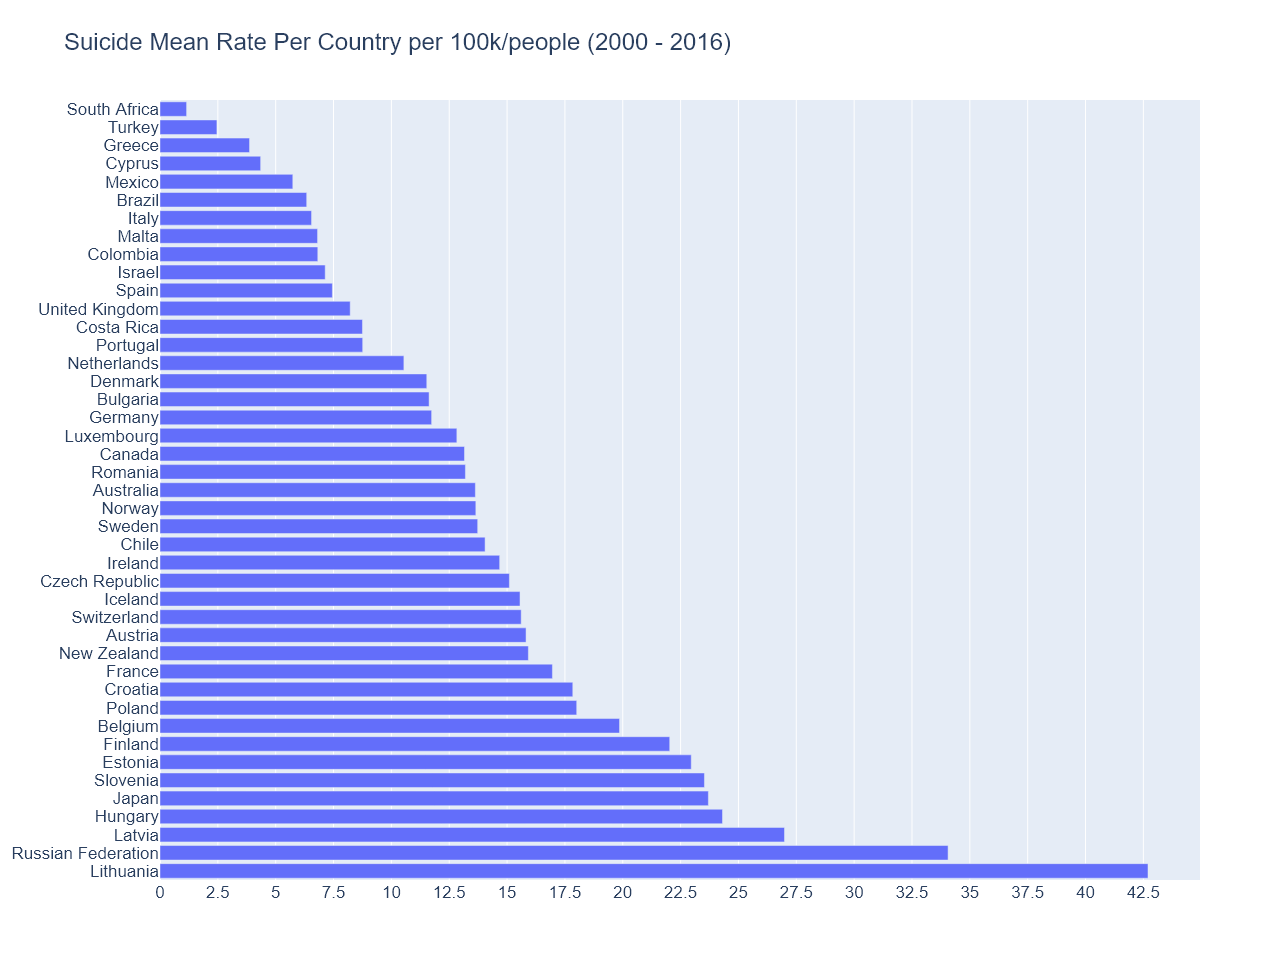 Suicide Mean Rate Per Country per 100k/people (2000 - 2016)
South Africa
Turkey
Greece
Cyprus
Mexico
Brazil
Italy
Malta
Colombia
Israel
Spain
United Kingdom
Costa Rica
Portugal
Netherlands
Denmark
Bulgaria
Germany
Luxembourg
Canada
Romania
Australia
Norway
Sweden
Chile
Ireland
Czech Republic
Iceland
Switzerland
Austria
New Zealand
France
Croatia
Poland
Belgium
Finland
Estonia
Slovenia
Japan
Hungary
Latvia
Russian Federation
Lithuania
0 2.5 5 7.5 10 12.5 15 17.5 20 22.5 25 27.5 30 32.5 35 37.5 40 42.5